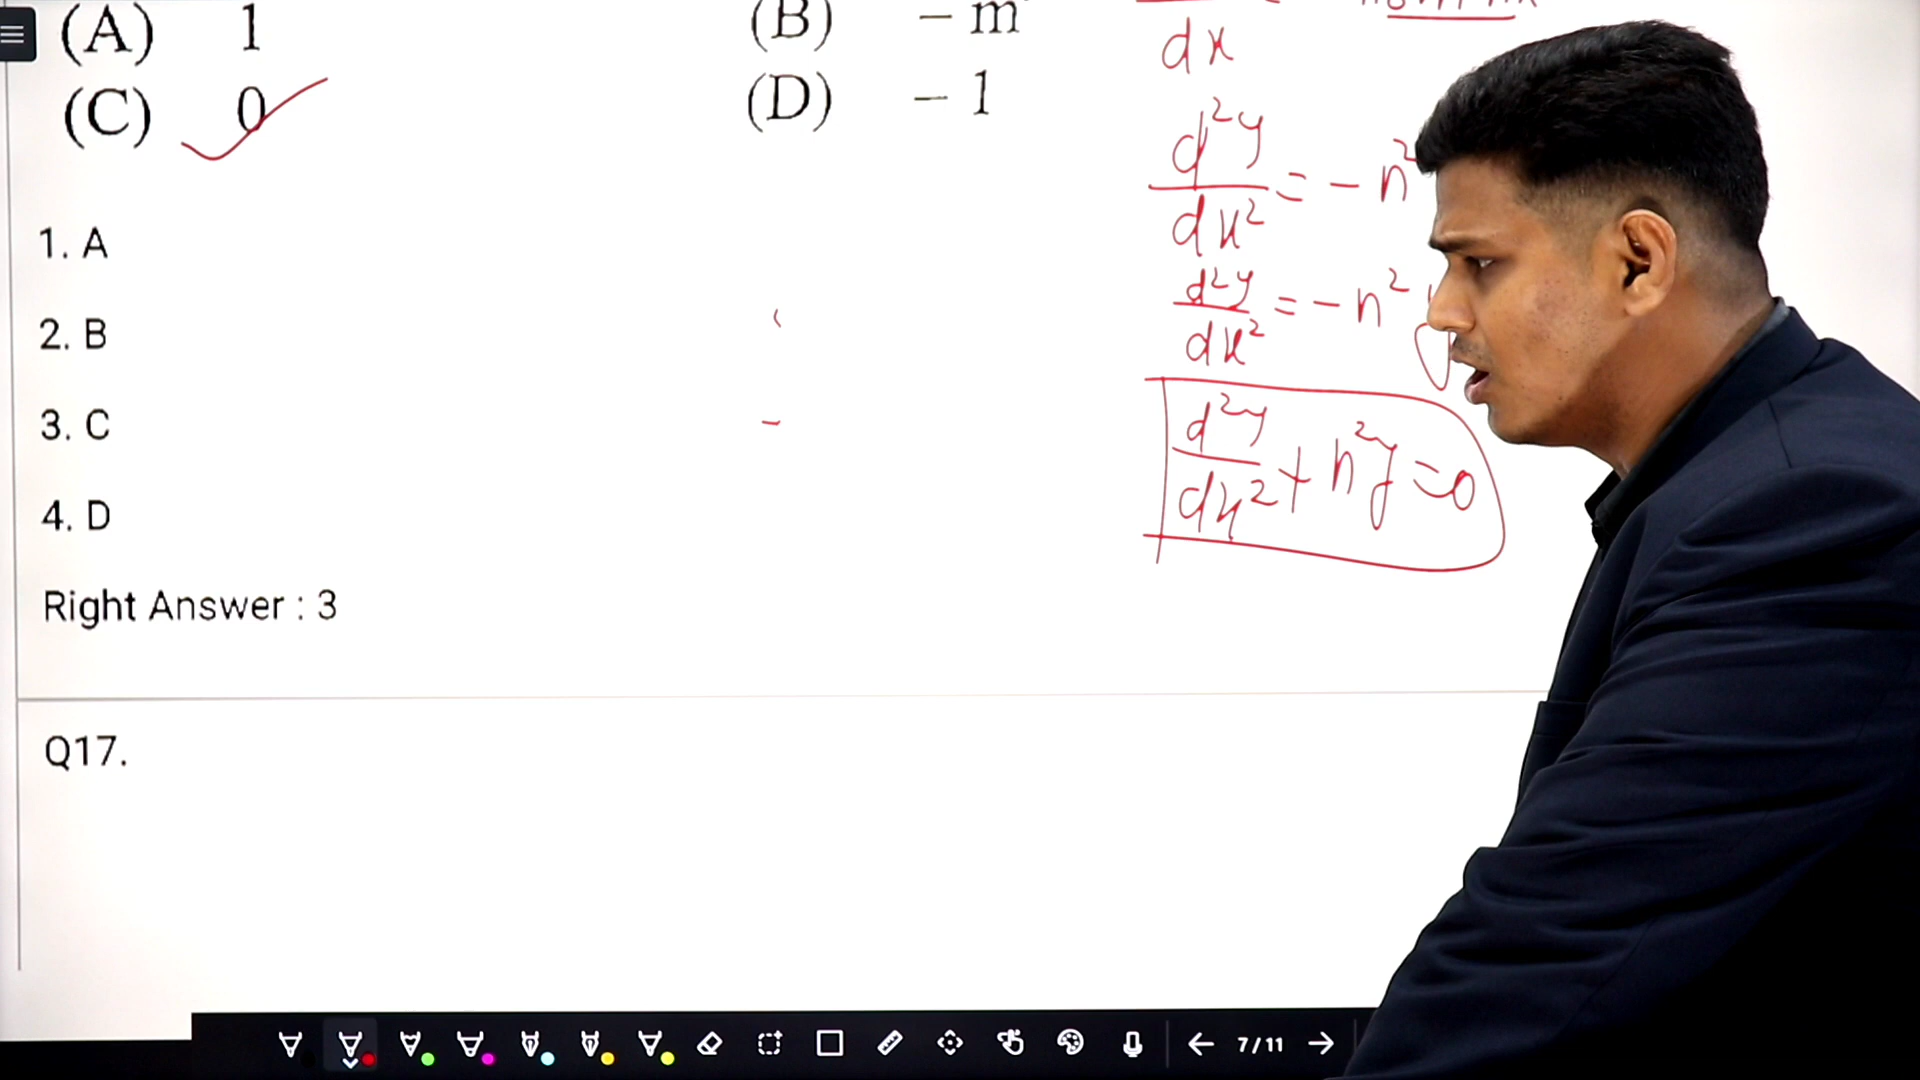 (A) 1 (B) – m
(C) 0 (D) – 1
1. A
2. B
3. C
4. D
Right Answer : 3
Q17.
dx
d²y
= – n²
dx²
d²y
= – n²
dx²
d²y
+ n²y = 0
dx²
7/11